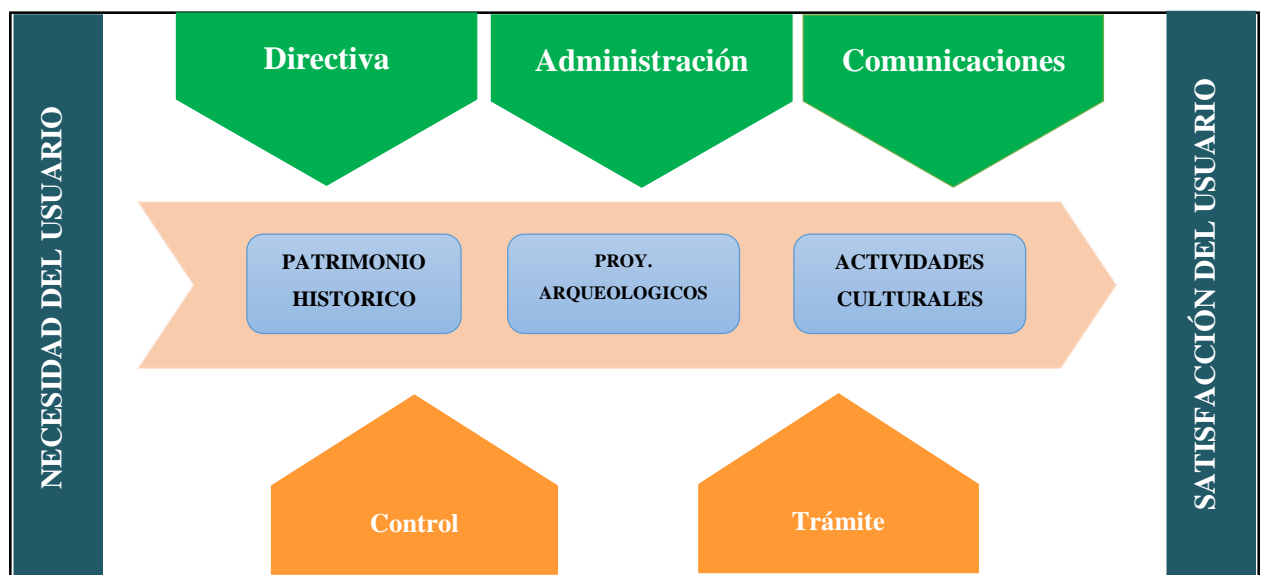 NECESIDAD DEL USUARIO
Directiva
Administración
Comunicaciones
PATRIMONIO
HISTORICO
PROY.
ARQUEOLOGICOS
ACTIVIDADES
CULTURALES
Control
Trámite
SATISFACCIÓN DEL USUARIO